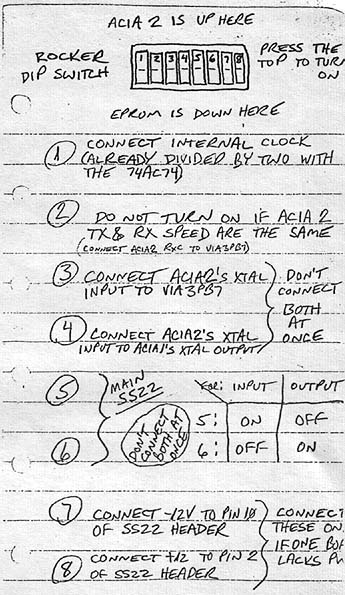 ACIA 2 IS UP HERE
ROCKER
DIP SWITCH
1 2 3 4 5 6 7 8
PRESS THE
TOP TO TURN
ON
EPROM IS DOWN HERE
1 CONNECT INTERNAL CLOCK
(ALREADY DIVIDED BY TWO WITH
THE 74AC74)
2 DO NOT TURN ON IF ACIA 2
TX & RX SPEED ARE THE SAME
(CONNECT ACIA2 RXC TO VIA3PB7)
3 CONNECT ACIA2'S XTAL
INPUT TO VIA3PB7
4 CONNECT ACIA2'S XTAL
INPUT TO ACIA1'S XTAL OUTPUT
DON'T
CONNECT
BOTH
AT
ONCE
5
6
MAIN
SS22
DON'T
CONNECT
BOTH AT
ONCE
FOR: INPUT OUTPUT
5: ON OFF
6: OFF ON
7 CONNECT -12V TO PIN 10
OF SS22 HEADER
8 CONNECT +12 TO PIN 2
OF SS22 HEADER
CONNECT
THESE ON
IF ONE BO
LACKS